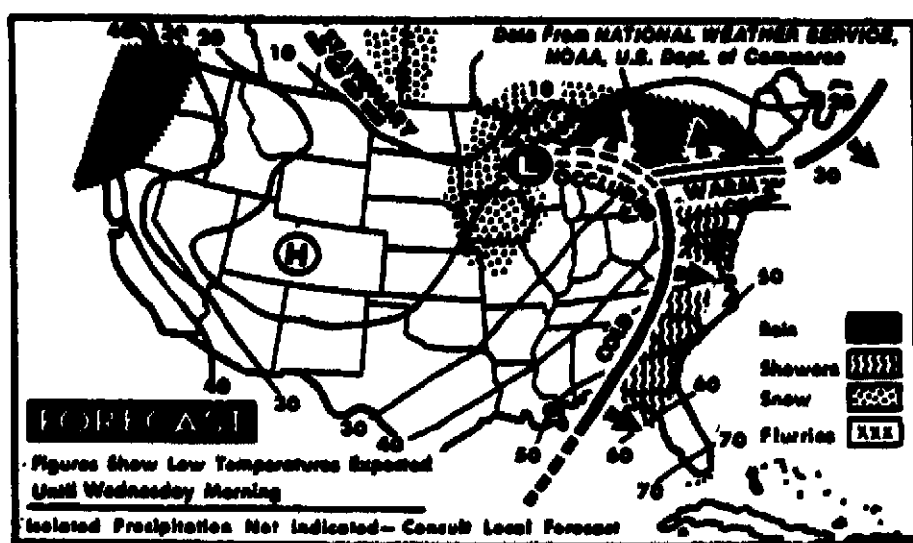 40 30 20
10
STATIONARY
Data From NATIONAL WEATHER SERVICE,
NOAA, U.S. Dept. of Commerce
10
20
L
OCCLUDED
WARM
30
H
COLD
50
Rain
Showers
Snow
Flurries
XXX
40
30
FORECAST
30
40
50
60
60
70
70
Figures Show Low Temperatures Expected
Until Wednesday Morning
Isolated Precipitation Not Indicated— Consult Local Forecast